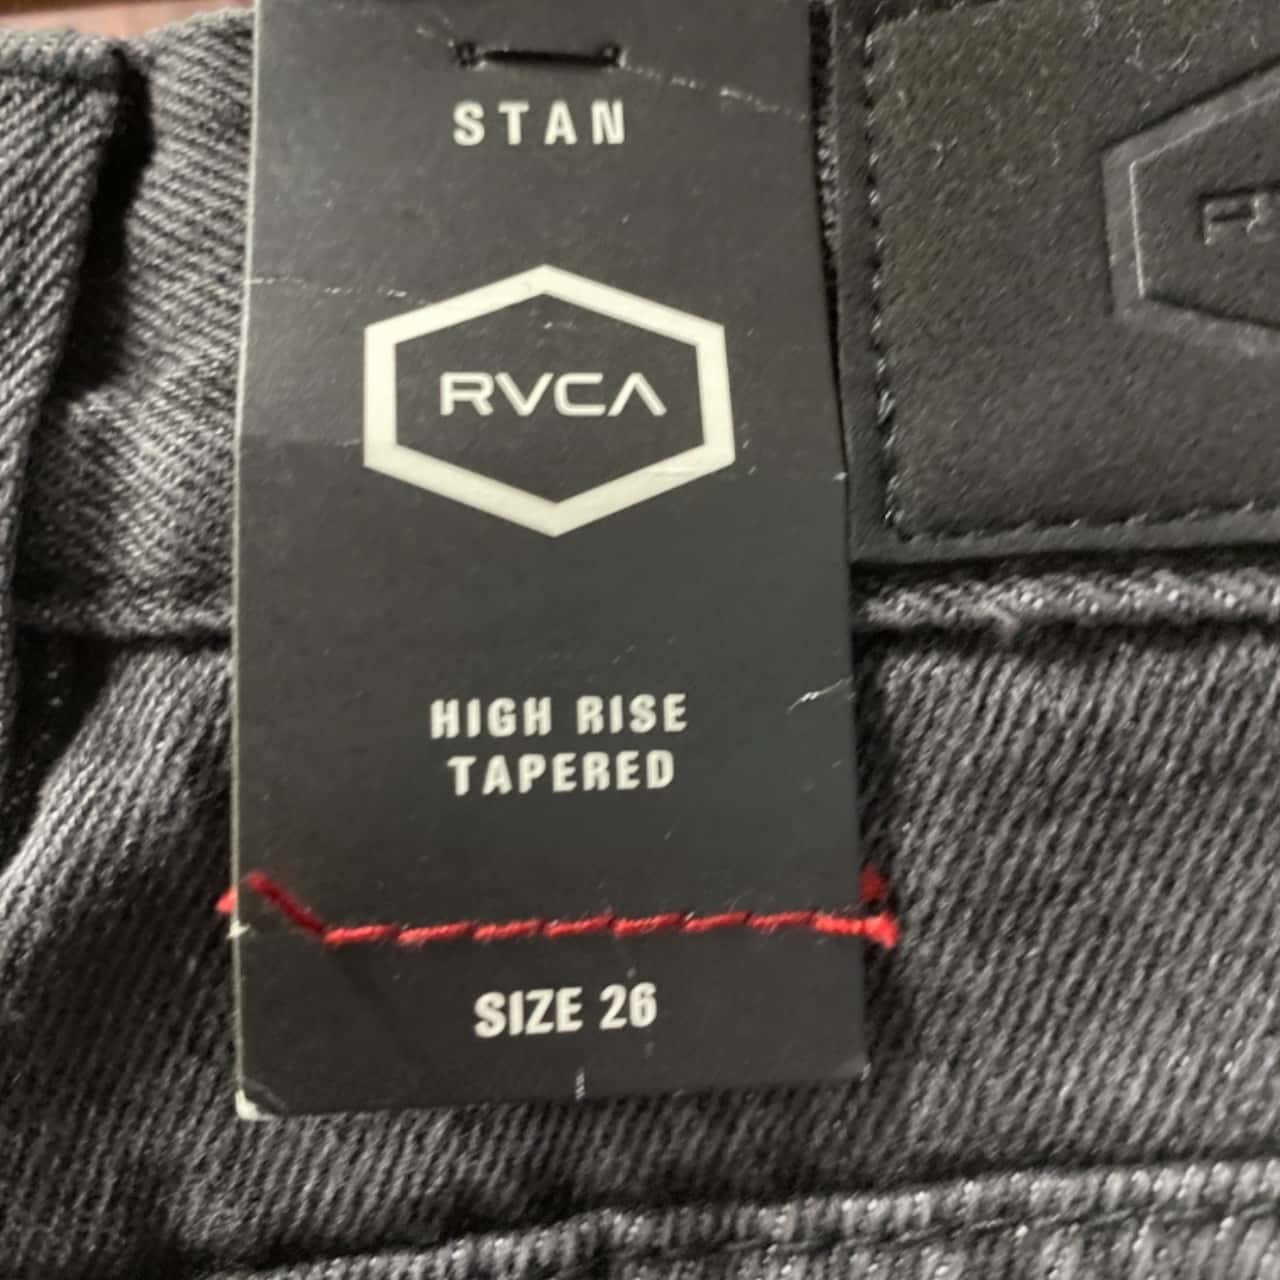 STAN
RVCA
HIGH RISE
TAPERED
SIZE 26